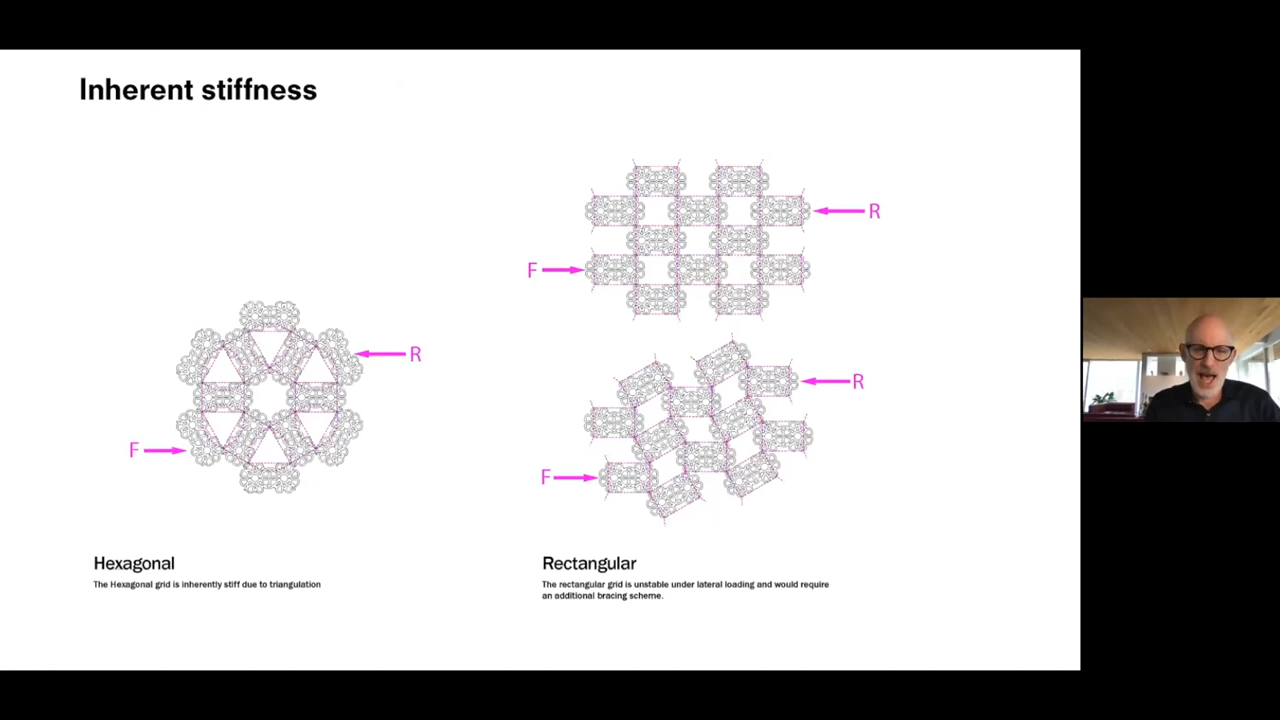 Inherent stiffness
R
F
R
F
R
F
Hexagonal
The Hexagonal grid is inherently stiff due to triangulation
Rectangular
The rectangular grid is unstable under lateral loading and would require
an additional bracing scheme.